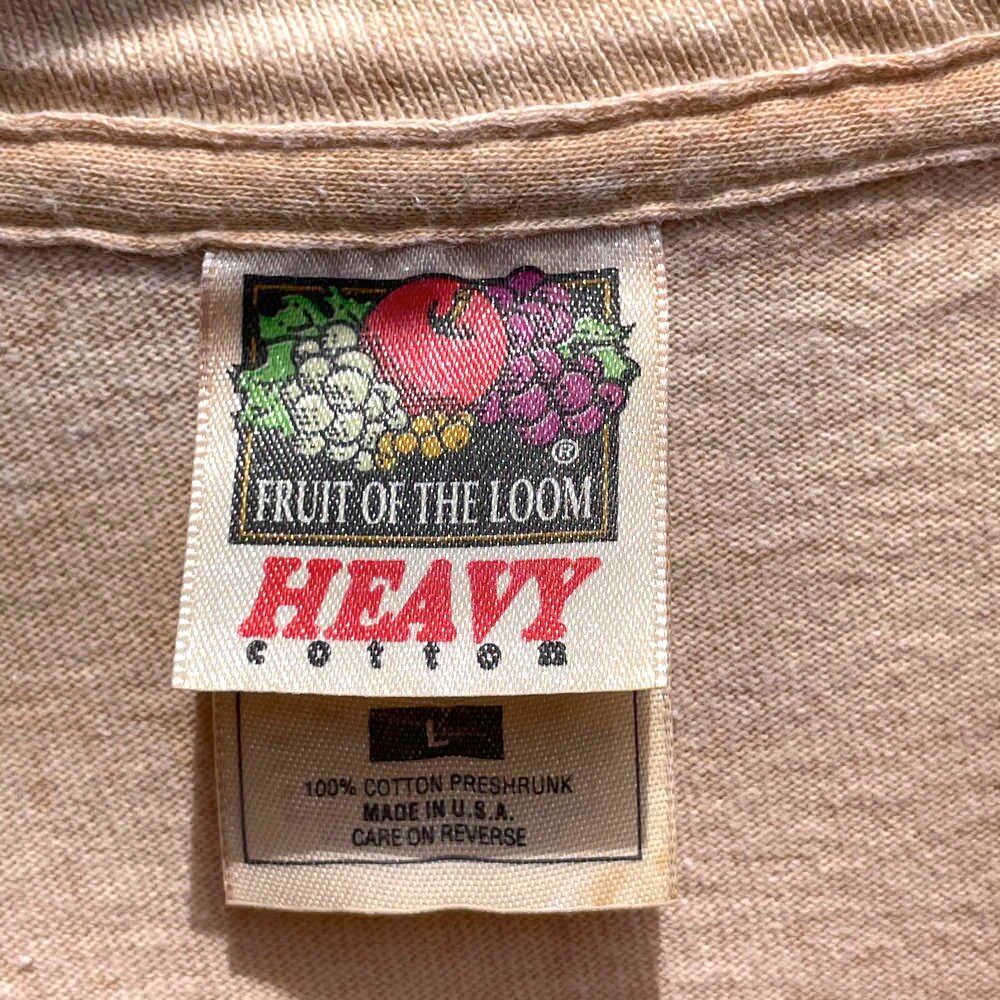 ®
FRUIT OF THE LOOM
HEAVY
cotton
L
100% COTTON PRESHRUNK
MADE IN U.S.A.
CARE ON REVERSE